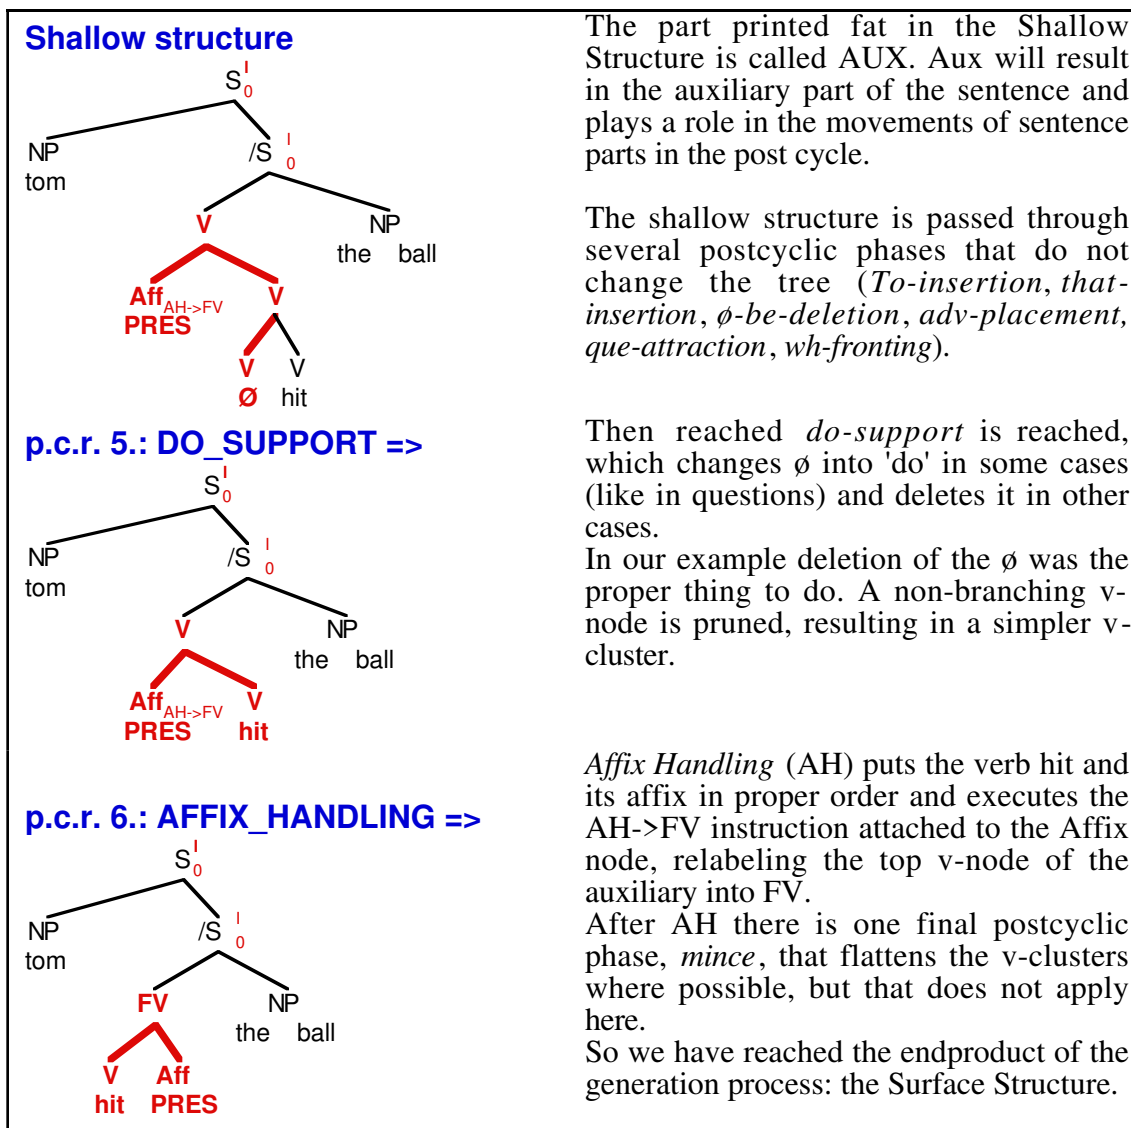 Shallow structure
S I 0
NP /S I 0
tom
V NP
the ball
Aff AH->FV V
PRES
V V
Ø hit
The part printed fat in the Shallow
Structure is called AUX. Aux will result
in the auxiliary part of the sentence and
plays a role in the movements of sentence
parts in the post cycle.
The shallow structure is passed through
several postcyclic phases that do not
change the tree (To-insertion, that-
insertion, ø-be-deletion, adv-placement,
que-attraction, wh-fronting).
p.c.r. 5.: DO_SUPPORT =>
S I 0
NP /S I 0
tom
V NP
the ball
Aff AH->FV V
PRES hit
Then reached do-support is reached,
which changes ø into 'do' in some cases
(like in questions) and deletes it in other
cases.
In our example deletion of the ø was the
proper thing to do. A non-branching v-
node is pruned, resulting in a simpler v-
cluster.
p.c.r. 6.: AFFIX_HANDLING =>
S I 0
NP /S I 0
tom
FV NP
the ball
V Aff
hit PRES
Affix Handling (AH) puts the verb hit and
its affix in proper order and executes the
AH->FV instruction attached to the Affix
node, relabeling the top v-node of the
auxiliary into FV.
After AH there is one final postcyclic
phase, mince, that flattens the v-clusters
where possible, but that does not apply
here.
So we have reached the endproduct of the
generation process: the Surface Structure.